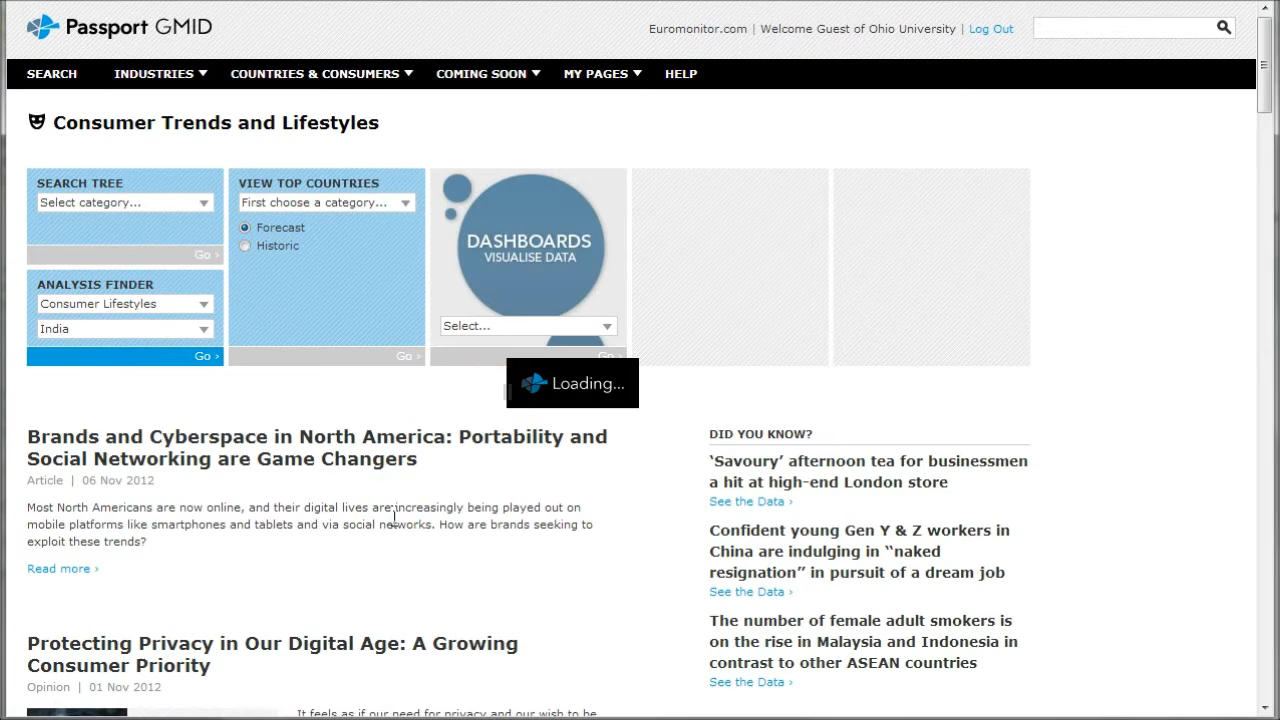 Passport GMID
Euromonitor.com | Welcome Guest of Ohio University | Log Out
SEARCH INDUSTRIES COUNTRIES & CONSUMERS COMING SOON MY PAGES HELP
Consumer Trends and Lifestyles
SEARCH TREE
Select category...
Go ›
ANALYSIS FINDER
Consumer Lifestyles
India
Go ›
VIEW TOP COUNTRIES
First choose a category...
Forecast
Historic
Go ›
DASHBOARDS
VISUALISE DATA
Select...
Go ›
Loading...
Brands and Cyberspace in North America: Portability and
Social Networking are Game Changers
Article | 06 Nov 2012
Most North Americans are now online, and their digital lives are increasingly being played out on
mobile platforms like smartphones and tablets and via social networks. How are brands seeking to
exploit these trends?
Read more ›
Protecting Privacy in Our Digital Age: A Growing
Consumer Priority
Opinion | 01 Nov 2012
It feels as if our need for privacy and our wish to be
DID YOU KNOW?
‘Savoury’ afternoon tea for businessmen
a hit at high-end London store
See the Data ›
Confident young Gen Y & Z workers in
China are indulging in “naked
resignation” in pursuit of a dream job
See the Data ›
The number of female adult smokers is
on the rise in Malaysia and Indonesia in
contrast to other ASEAN countries
See the Data ›